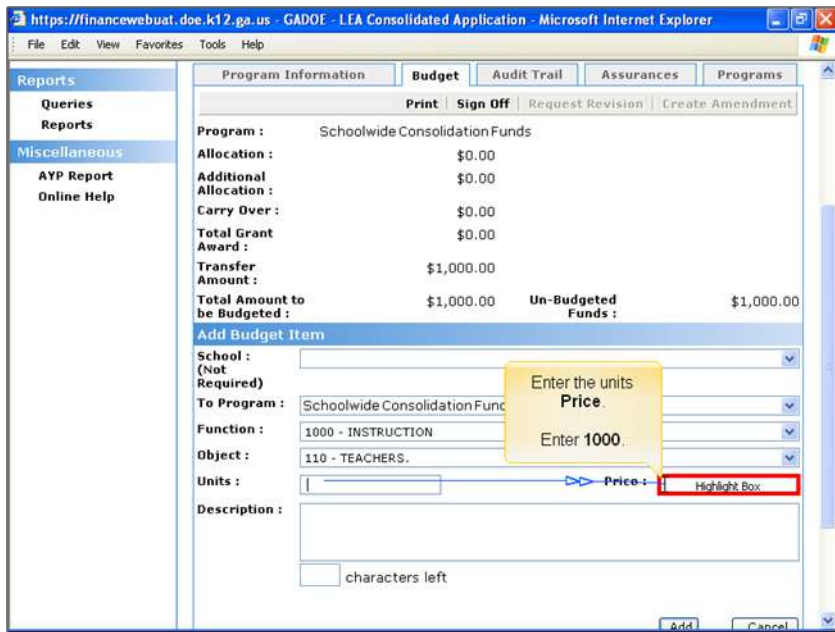 https://financewebuat.doe.k12.ga.us - GADOE - LEA Consolidated Application - Microsoft Internet Explorer
File Edit View Favorites Tools Help
Reports
Queries
Reports
Miscellaneous
AYP Report
Online Help
Program Information Budget Audit Trail Assurances Programs
Print Sign Off Request Revision Create Amendment
Program : Schoolwide Consolidation Funds
Allocation : $0.00
Additional
Allocation : $0.00
Carry Over : $0.00
Total Grant
Award : $0.00
Transfer
Amount : $1,000.00
Total Amount to
be Budgeted : $1,000.00
Un-Budgeted
Funds : $1,000.00
Add Budget Item
School :
(Not
Required)
To Program : Schoolwide Consolidation Func
Function : 1000 - INSTRUCTION
Object : 110 - TEACHERS.
Enter the units
Price.
Enter 1000.
Units : Price : Highlight Box
Description :
characters left
Add Cancel